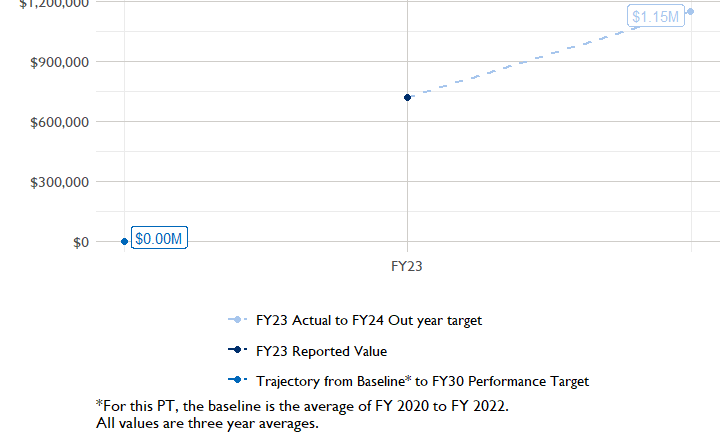 $1,200,000
$1.15M
$900,000
$600,000
$300,000
$0
$0.00M
FY23
FY23 Actual to FY24 Out year target
FY23 Reported Value
Trajectory from Baseline* to FY30 Performance Target
*For this PT, the baseline is the average of FY 2020 to FY 2022.
All values are three year averages.